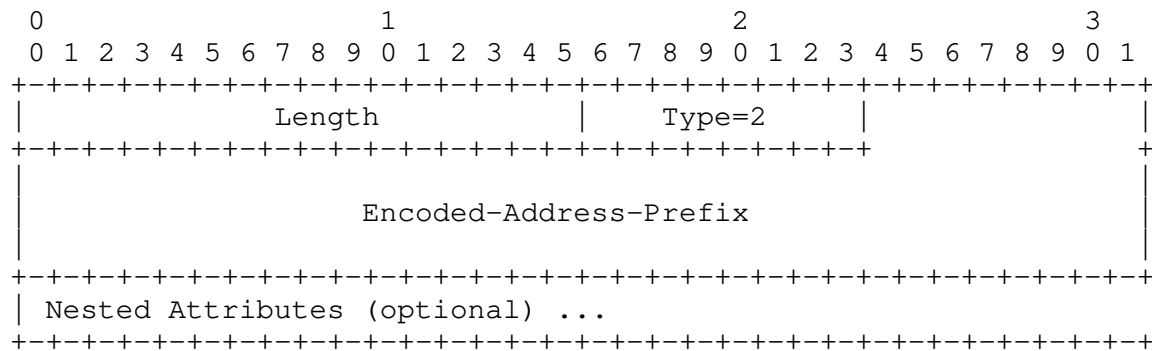 0                   1                   2                   3
 0 1 2 3 4 5 6 7 8 9 0 1 2 3 4 5 6 7 8 9 0 1 2 3 4 5 6 7 8 9 0 1
+-+-+-+-+-+-+-+-+-+-+-+-+-+-+-+-+-+-+-+-+-+-+-+-+-+-+-+-+-+-+-+-+
|              Length           |    Type=2     |               |
+-+-+-+-+-+-+-+-+-+-+-+-+-+-+-+-+-+-+-+-+-+-+-+-+               +
|                                                               |
|                   Encoded-Address-Prefix                      |
|                                                               |
+-+-+-+-+-+-+-+-+-+-+-+-+-+-+-+-+-+-+-+-+-+-+-+-+-+-+-+-+-+-+-+-+
| Nested Attributes (optional) ...
+-+-+-+-+-+-+-+-+-+-+-+-+-+-+-+-+-+-+-+-+-+-+-+-+-+-+-+-+-+-+-+-+